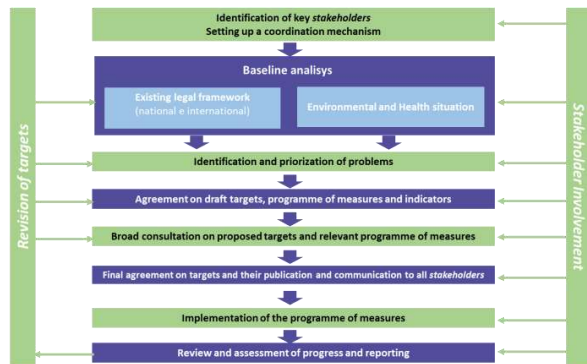 Identification of key stakeholders
Setting up a coordination mechanism
Baseline analisys
Existing legal framework
(national e international)
Environmental and Health situation
Identification and priorization of problems
Agreement on draft targets, programme of measures and indicators
Broad consultation on proposed targets and relevant programme of measures
Final agreement on targets and their publication and communication to all stakeholders
Implementation of the programme of measures
Review and assessment of progress and reporting
Revision of targets
Stakeholder Involvement